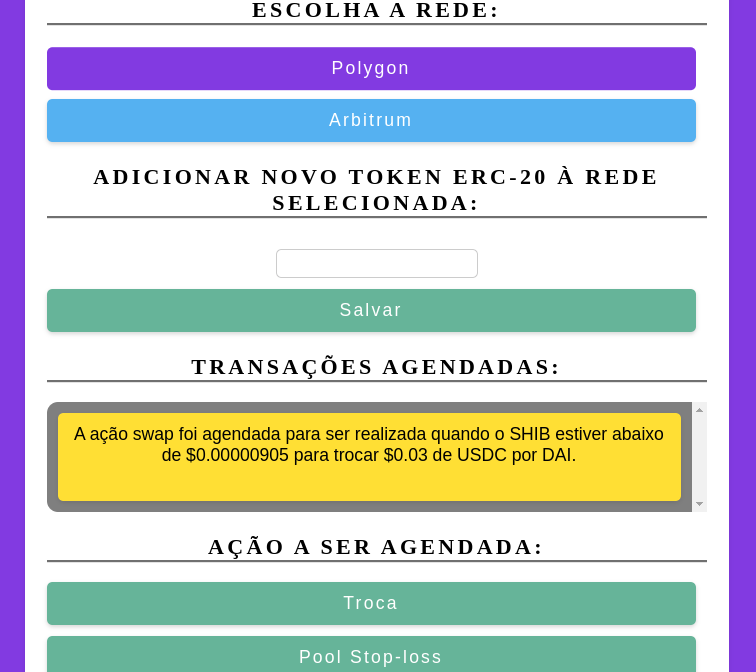 ESCOLHA A REDE:
Polygon
Arbitrum
ADICIONAR NOVO TOKEN ERC-20 À REDE
SELECIONADA:
Salvar
TRANSAÇÕES AGENDADAS:
A ação swap foi agendada para ser realizada quando o SHIB estiver abaixo
de $0.00000905 para trocar $0.03 de USDC por DAI.
AÇÃO A SER AGENDADA:
Troca
Pool Stop-loss